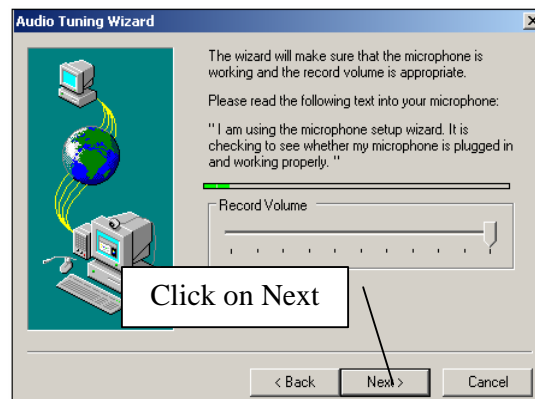 Audio Tuning Wizard
The wizard will make sure that the microphone is
working and the record volume is appropriate.
Please read the following text into your microphone:
"I am using the microphone setup wizard. It is
checking to see whether my microphone is plugged in
and working properly. "
Record Volume
Click on Next
< Back
Next >
Cancel